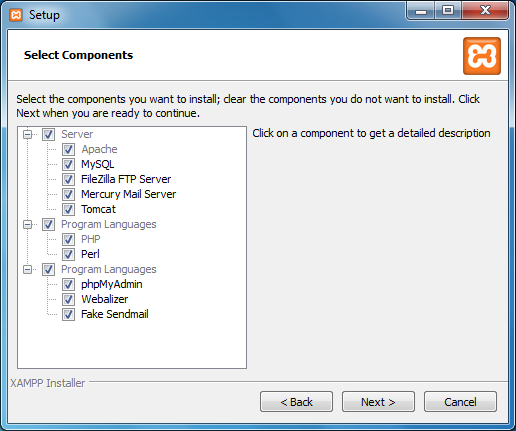 Setup
Select Components
Select the components you want to install; clear the components you do not want to install. Click
Next when you are ready to continue.
Server
Apache
MySQL
FileZilla FTP Server
Mercury Mail Server
Tomcat
Program Languages
PHP
Perl
Program Languages
phpMyAdmin
Webalizer
Fake Sendmail
Click on a component to get a detailed description
XAMPP Installer
< Back
Next >
Cancel